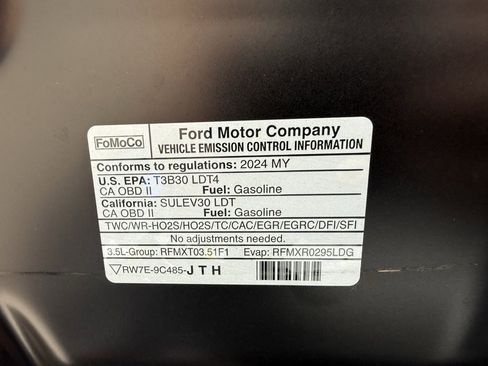 FoMoCo
Ford Motor Company
VEHICLE EMISSION CONTROL INFORMATION
Conforms to regulations: 2024 MY
U.S. EPA: T3B30 LDT4
CA OBD II Fuel: Gasoline
California: SULEV30 LDT
CA OBD II Fuel: Gasoline
TWC/WR-HO2S/HO2S/TC/CAC/EGR/EGRC/DFI/SFI
No adjustments needed.
3.5L-Group: RFMXT03.51F1 Evap: RFMXR0295LDG
RW7E-9C485-JTH